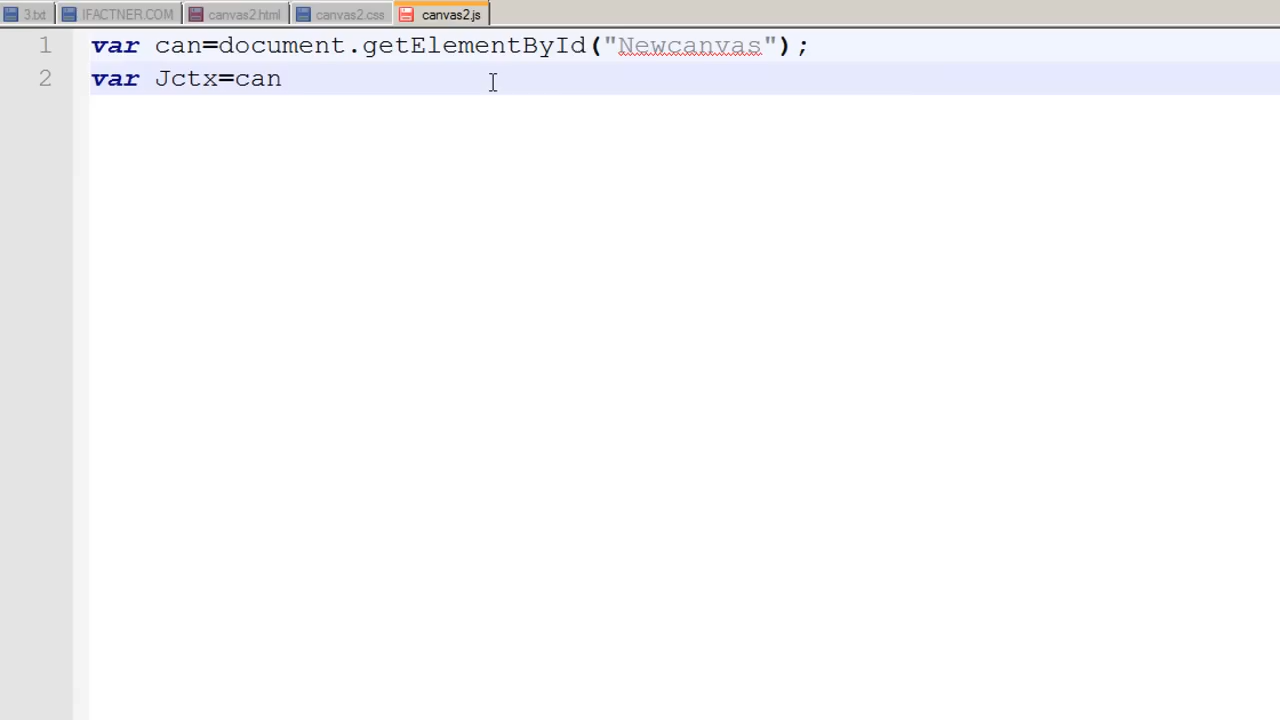 3.txt IFACTNER.COM canvas2.html canvas2.css canvas2.js
1 var can=document.getElementById("Newcanvas");
2 var Jctx=can